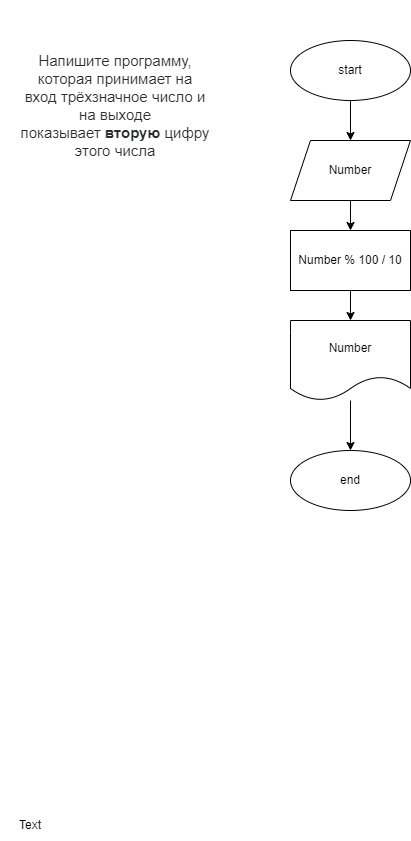 Напишите программу,
которая принимает на
вход трёхзначное число и
на выходе
показывает вторую цифру
этого числа
start
Number
Number % 100 / 10
Number
end
Text